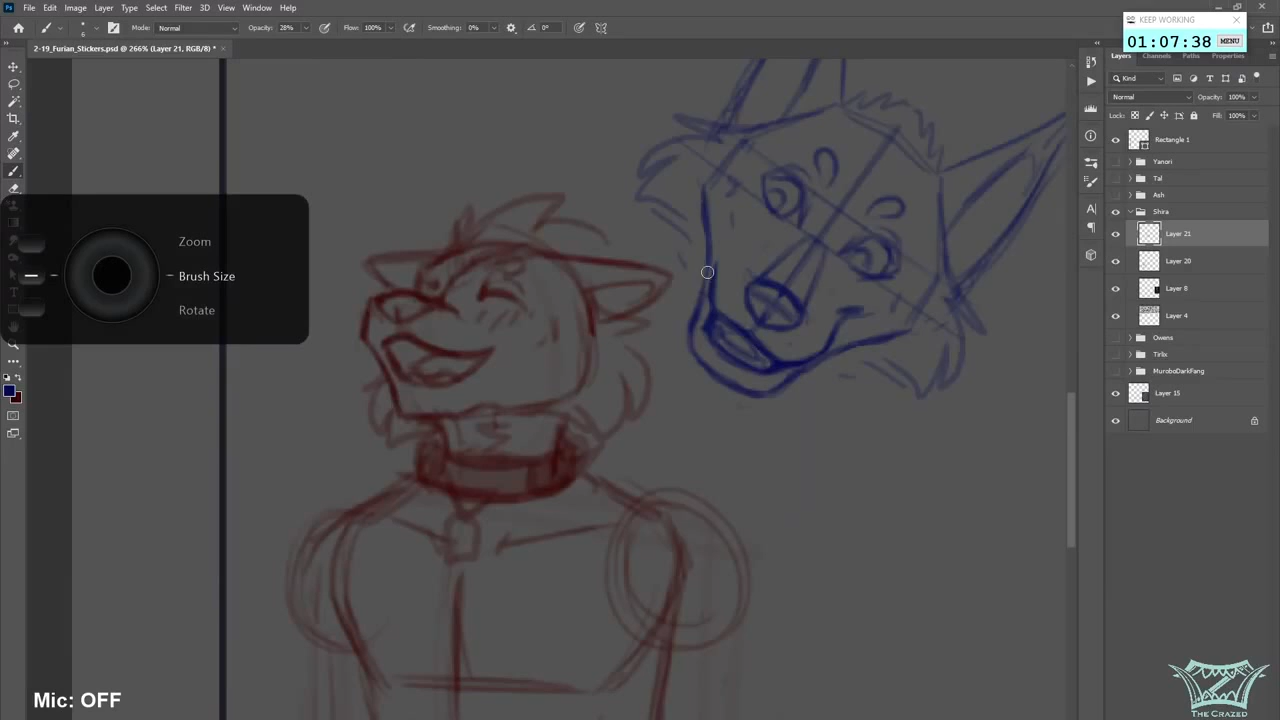 File Edit Image Layer Type Select Filter 3D View Window Help
KEEP WORKING
01:07:38 MENU
6 Mode: Normal Opacity: 28% Flow: 100% Smoothing: 0% 0°
2-19_Furian_Stickers.psd @ 266% (Layer 21, RGB/8) *
Layers Channels Paths Properties
Kind
Normal Opacity: 100%
Lock: Fill: 100%
Rectangle 1
Yanori
Tal
Ash
Shira
Layer 21
Layer 20
Layer 8
Layer 4
Owens
Tirlix
MuroboDarkFang
Layer 15
Background
Zoom
Brush Size
Rotate
Mic: OFF
THE CRAZED